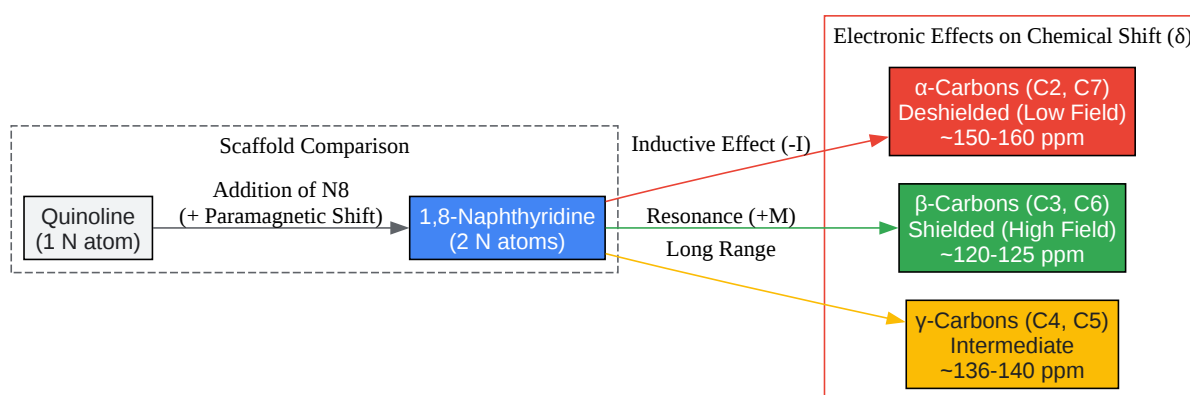 Electronic Effects on Chemical Shift (δ)
α-Carbons (C2, C7)
Deshielded (Low Field)
~150-160 ppm
Scaffold Comparison
Inductive Effect (-I)
Addition of N8
(+ Paramagnetic Shift)
Quinoline
(1 N atom)
1,8-Naphthyridine
(2 N atoms)
Resonance (+M)
Long Range
β-Carbons (C3, C6)
Shielded (High Field)
~120-125 ppm
γ-Carbons (C4, C5)
Intermediate
~136-140 ppm